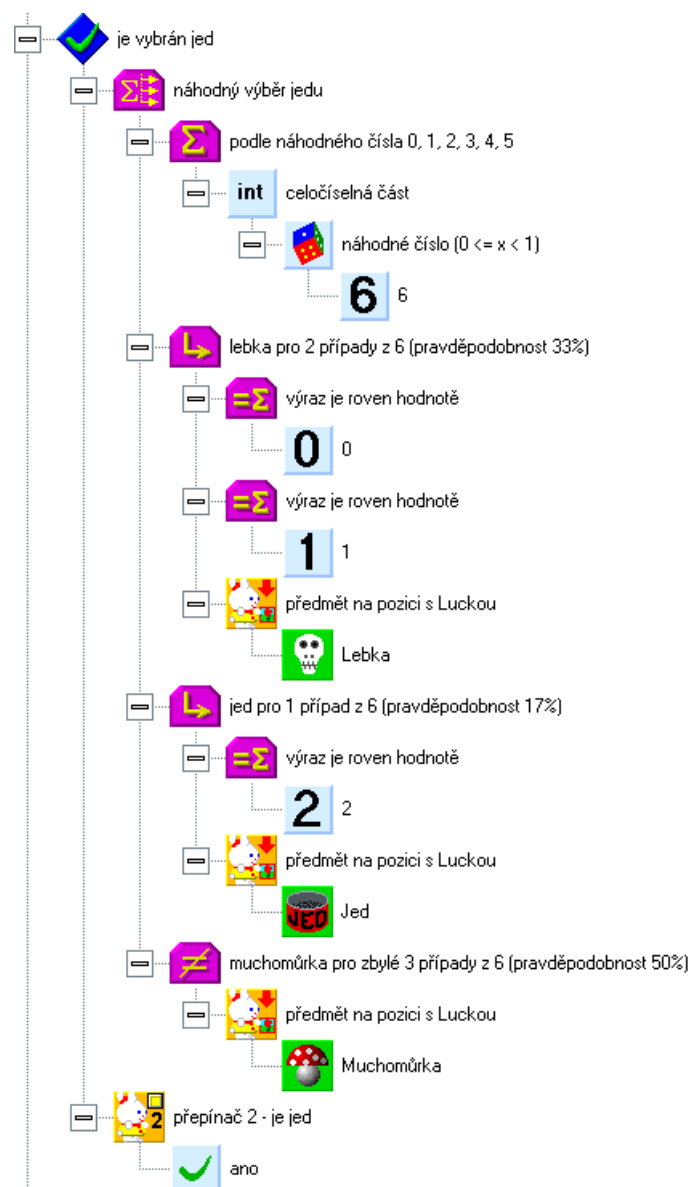 je vybrán jed
náhodný výběr jedu
podle náhodného čísla 0, 1, 2, 3, 4, 5
int celočíselná část
náhodné číslo (0 <= x < 1)
6 6
lebka pro 2 případy z 6 (pravděpodobnost 33%)
=Σ výraz je roven hodnotě
0 0
=Σ výraz je roven hodnotě
1 1
předmět na pozici s Luckou
Lebka
jed pro 1 případ z 6 (pravděpodobnost 17%)
=Σ výraz je roven hodnotě
2 2
předmět na pozici s Luckou
JED Jed
muchomůrka pro zbylé 3 případy z 6 (pravděpodobnost 50%)
předmět na pozici s Luckou
Muchomůrka
2 přepínač 2 - je jed
ano